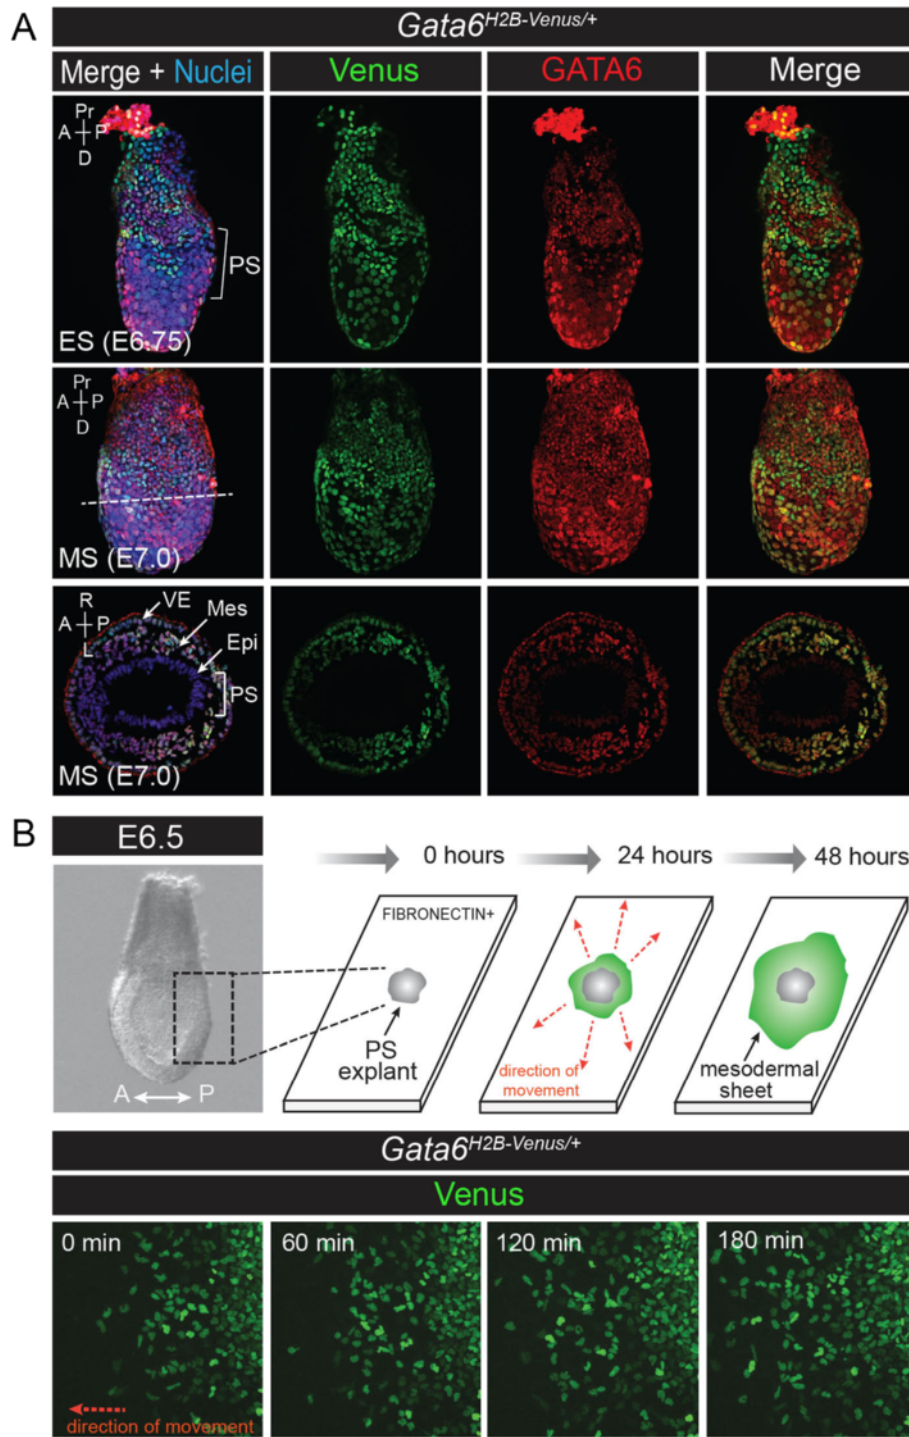 A
Gata6H2B-Venus/+
Merge + Nuclei
Venus
GATA6
Merge
Pr
A P
D
PS
ES (E6.75)
Pr
A P
D
MS (E7.0)
R
A P
L
VE
Mes
Epi
PS
MS (E7.0)
B
E6.5
0 hours
24 hours
48 hours
FIBRONECTIN+
PS
explant
direction of
movement
mesodermal
sheet
A P
Gata6H2B-Venus/+
Venus
0 min
60 min
120 min
180 min
direction of movement